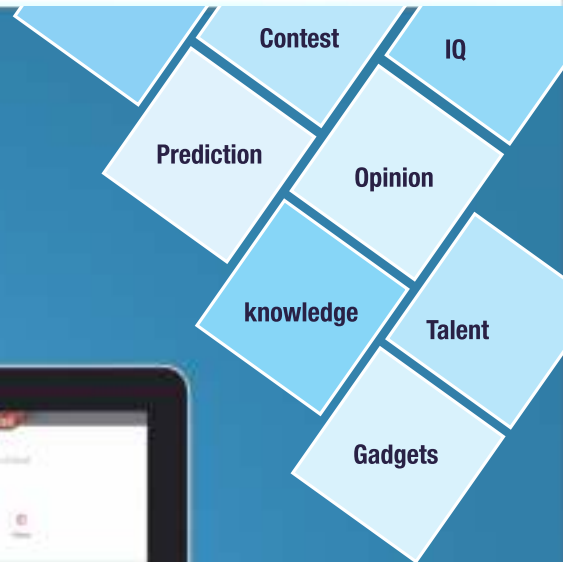 Contest
IQ
Prediction
Opinion
knowledge
Talent
Gadgets